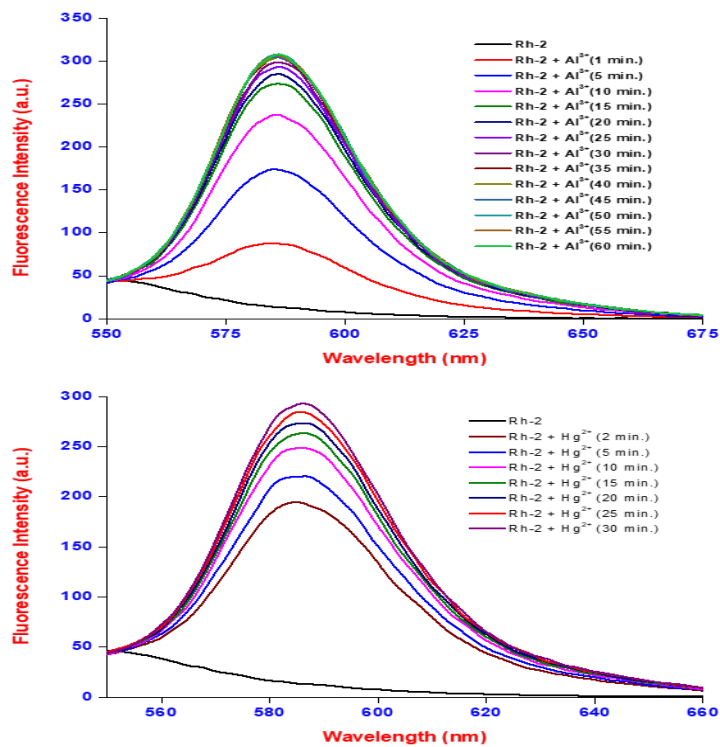 Fluorescence Intensity (a.u.)
350
300
250
200
150
100
50
0
550
575
600
625
650
675
Wavelength (nm)
Rh-2
Rh-2 + Al³⁺(1 min.)
Rh-2 + Al³⁺(5 min.)
Rh-2 + Al³⁺(10 min.)
Rh-2 + Al³⁺(15 min.)
Rh-2 + Al³⁺(20 min.)
Rh-2 + Al³⁺(25 min.)
Rh-2 + Al³⁺(30 min.)
Rh-2 + Al³⁺(35 min.)
Rh-2 + Al³⁺(40 min.)
Rh-2 + Al³⁺(45 min.)
Rh-2 + Al³⁺(50 min.)
Rh-2 + Al³⁺(55 min.)
Rh-2 + Al³⁺(60 min.)
Fluorescence Intensity (a.u.)
300
250
200
150
100
50
0
560
580
600
620
640
660
Wavelength (nm)
Rh-2
Rh-2 + Hg²⁺ (2 min.)
Rh-2 + Hg²⁺ (5 min.)
Rh-2 + Hg²⁺ (10 min.)
Rh-2 + Hg²⁺ (15 min.)
Rh-2 + Hg²⁺ (20 min.)
Rh-2 + Hg²⁺ (25 min.)
Rh-2 + Hg²⁺ (30 min.)